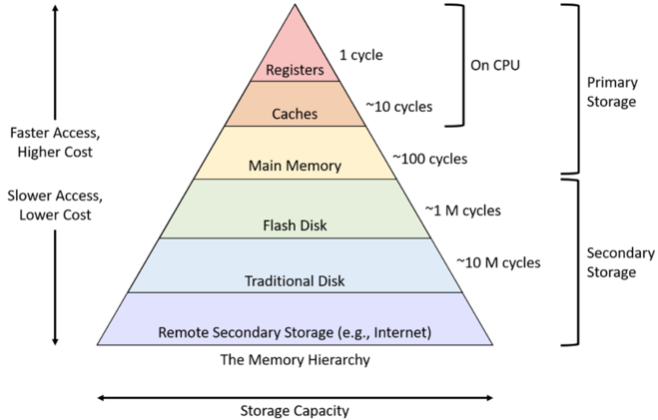 1 cycle
Registers
On CPU
Primary
Storage
~10 cycles
Caches
Faster Access,
Higher Cost
~100 cycles
Main Memory
Slower Access,
Lower Cost
~1 M cycles
Flash Disk
~10 M cycles
Secondary
Storage
Traditional Disk
Remote Secondary Storage (e.g., Internet)
The Memory Hierarchy
Storage Capacity